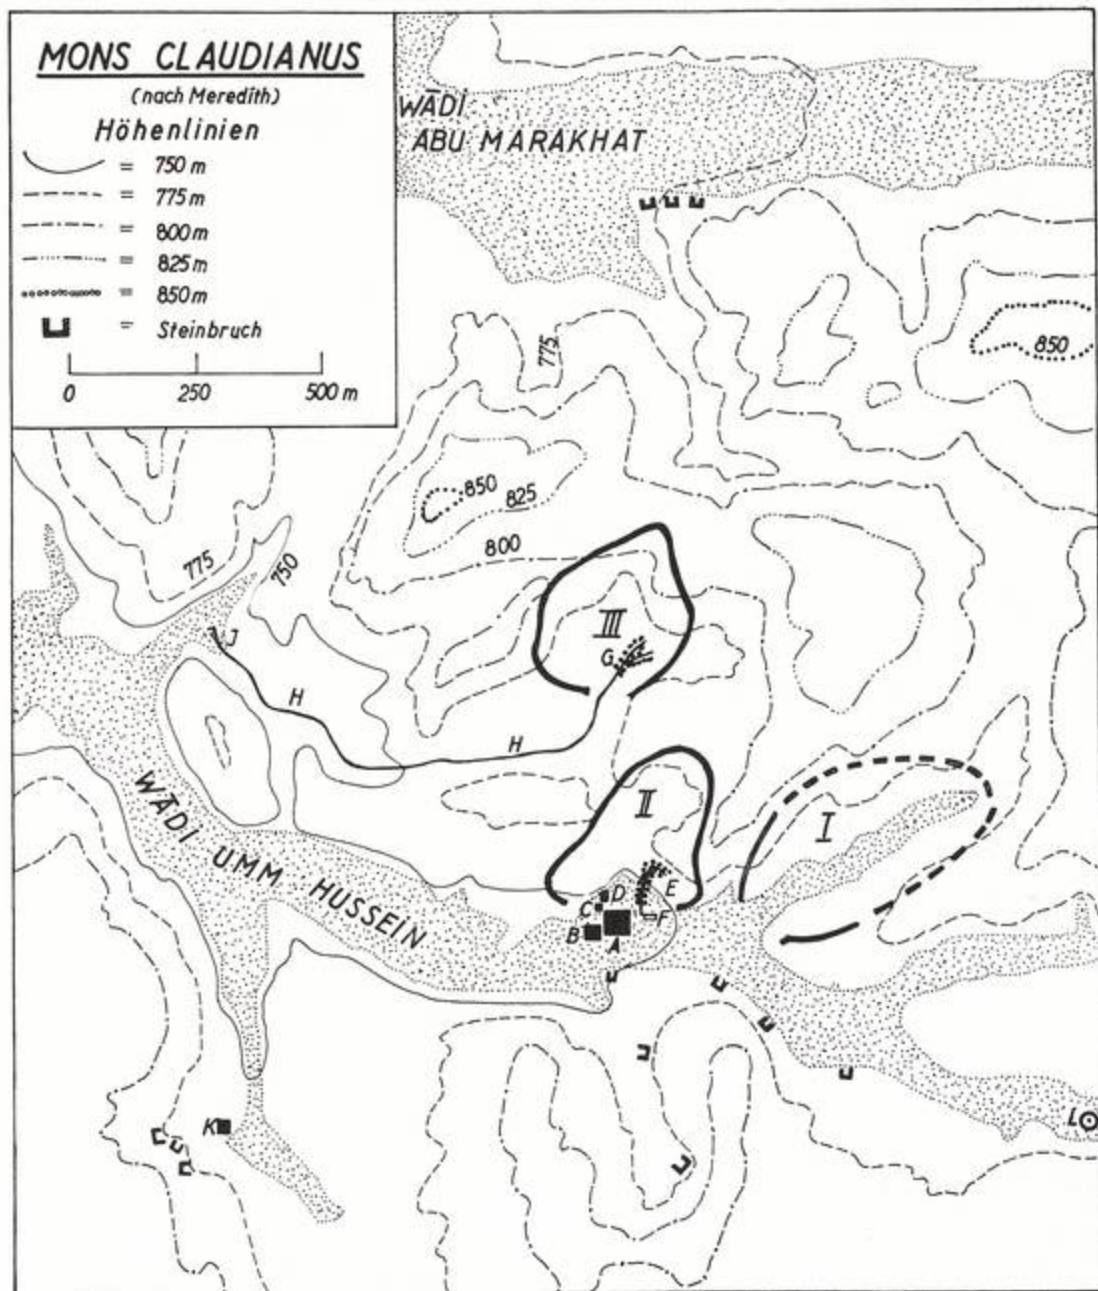 MONS CLAUDIANUS
(nach Meredith)
Höhenlinien
= 750 m
= 775 m
= 800 m
= 825 m
= 850 m
= Steinbruch
0 250 500 m
WĀDI
ABU MARAKHAT
775
850
850
825
800
775
750
III
G
J
H
H
II
I
WĀDI UMM HUSSEIN
D
E
C
F
B
A
K
L